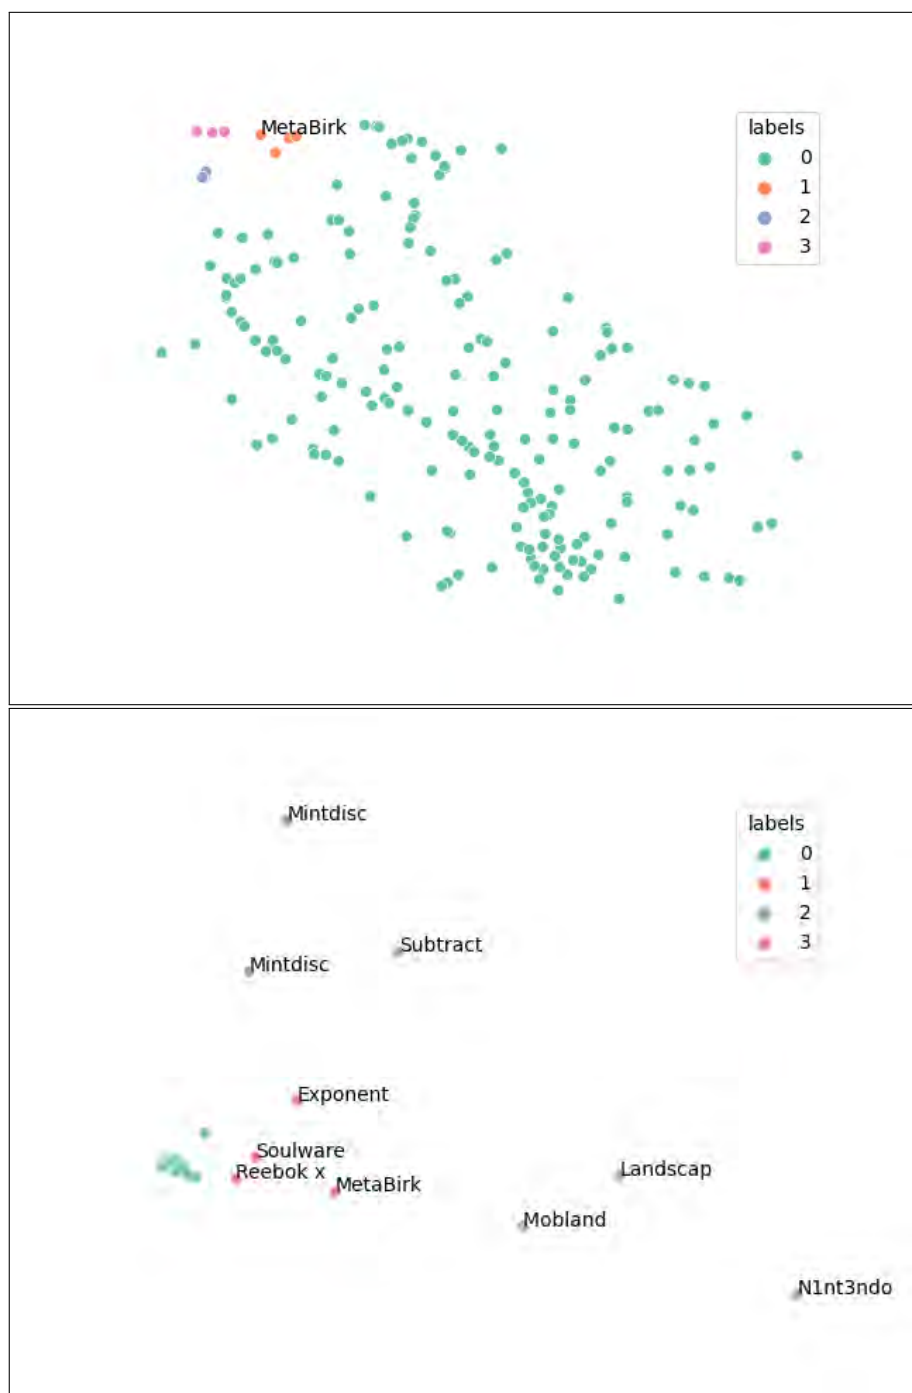 MetaBirk
labels
0
1
2
3
Mintdisc
labels
0
1
2
3
Subtract
Mintdisc
Exponent
Soulware
Reebok x
MetaBirk
Landscap
Mobland
N1nt3ndo